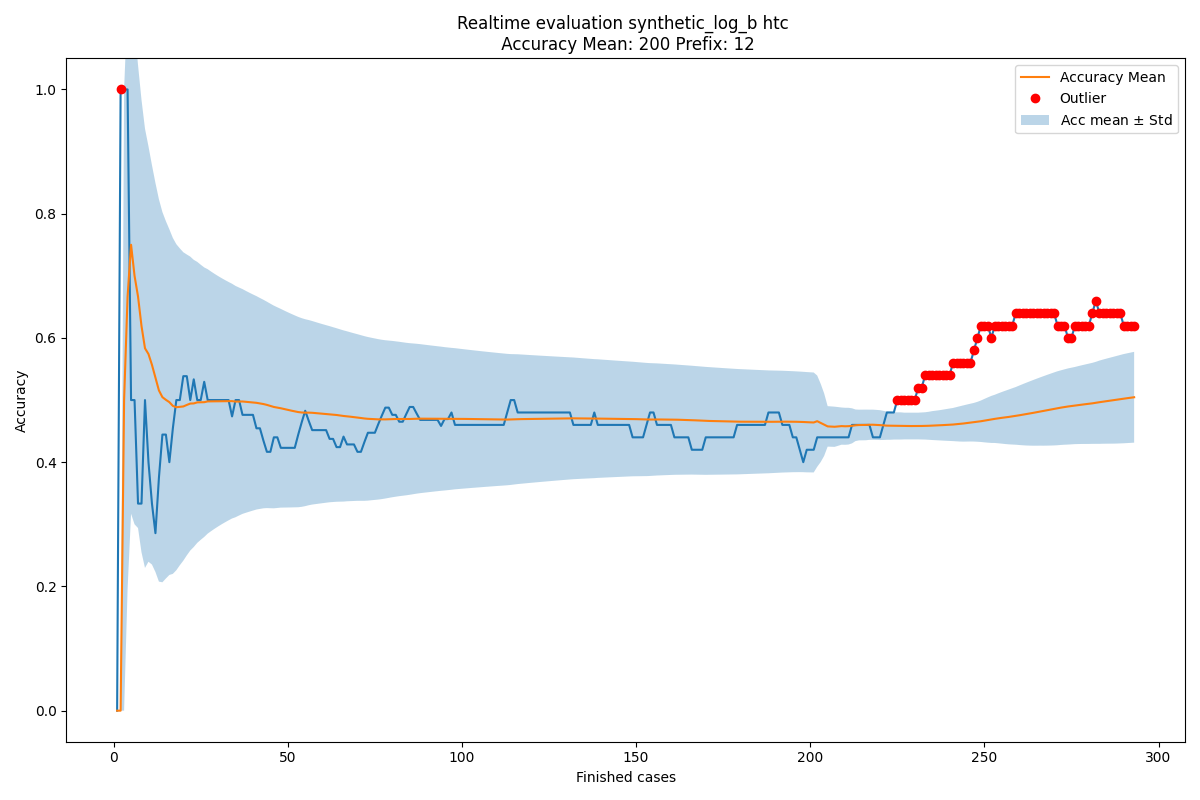 Realtime evaluation synthetic_log_b htc
Accuracy Mean: 200 Prefix: 12
Accuracy Mean
Outlier
Acc mean ± Std
Accuracy
1.0
0.8
0.6
0.4
0.2
0.0
0 50 100 150 200 250 300
Finished cases